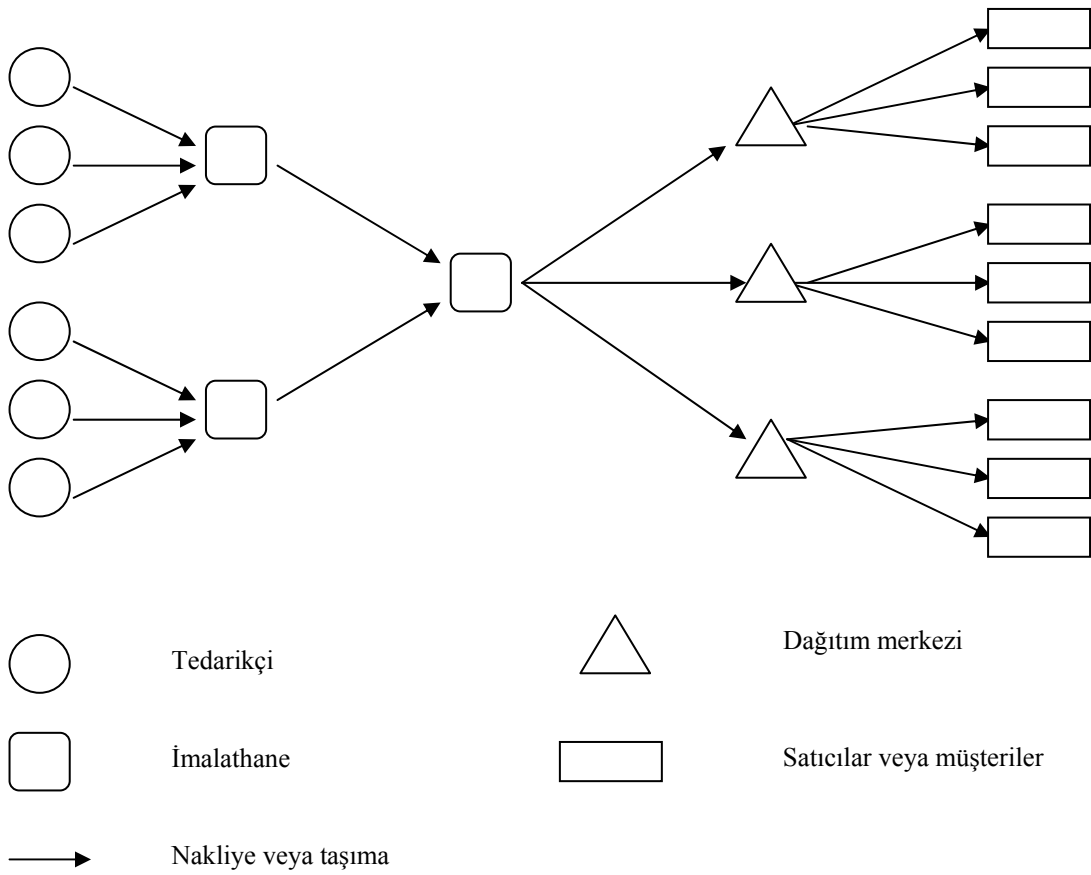 Tedarikçi
Dağıtım merkezi
İmalathane
Satıcılar veya müşteriler
Nakliye veya taşıma